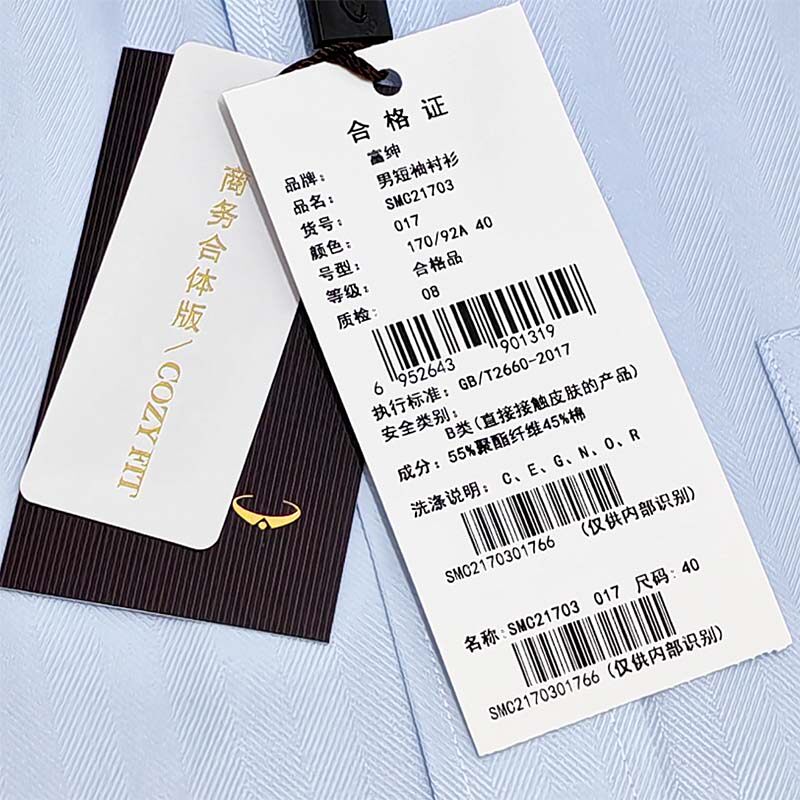 商务合体版/COZY FIT
合格证
品牌: 富绅
品名: 男短袖衬衫
货号: SMC21703
颜色: 017
号型: 170/92A 40
等级: 合格品
质检: 08
6 952643 901319
执行标准: GB/T2660-2017
安全类别:
B类(直接接触皮肤的产品)
成分: 55%聚酯纤维45%棉
洗涤说明: C、E、G、N、O、R
SMC2170301766 (仅供内部识别)
名称:SMC21703 017 尺码:40
SMC2170301766 (仅供内部识别)